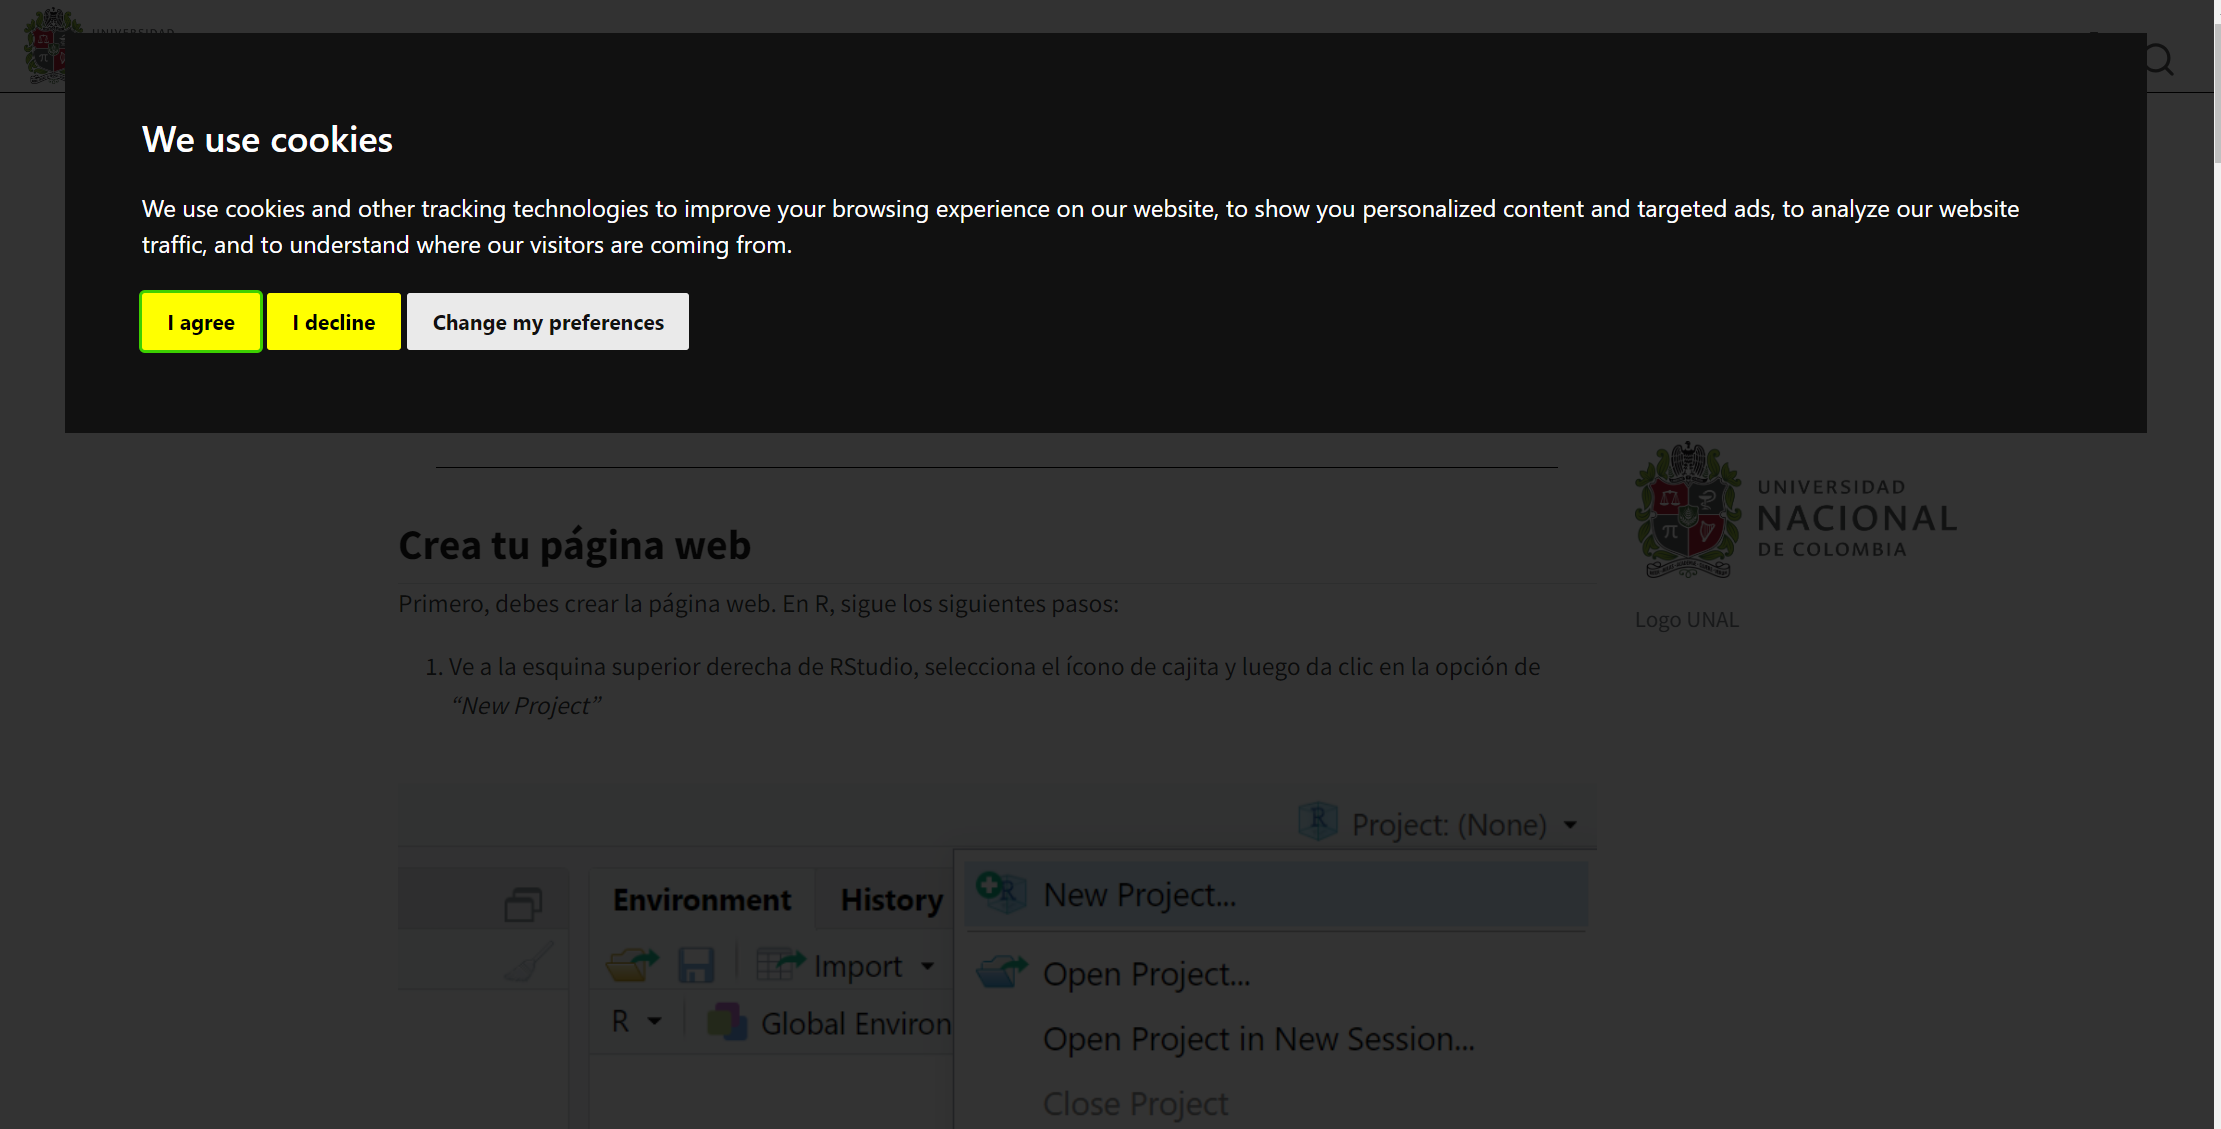 UNIVERSIDAD
We use cookies
We use cookies and other tracking technologies to improve your browsing experience on our website, to show you personalized content and targeted ads, to analyze our website
traffic, and to understand where our visitors are coming from.
I agree
I decline
Change my preferences
UNIVERSIDAD
NACIONAL
DE COLOMBIA
Logo UNAL
Crea tu página web
Primero, debes crear la página web. En R, sigue los siguientes pasos:
1. Ve a la esquina superior derecha de RStudio, selecciona el ícono de cajita y luego da clic en la opción de
“New Project”
Project: (None)
Environment
History
New Project...
Import
Open Project...
R
Global Environ
Open Project in New Session...
Close Project